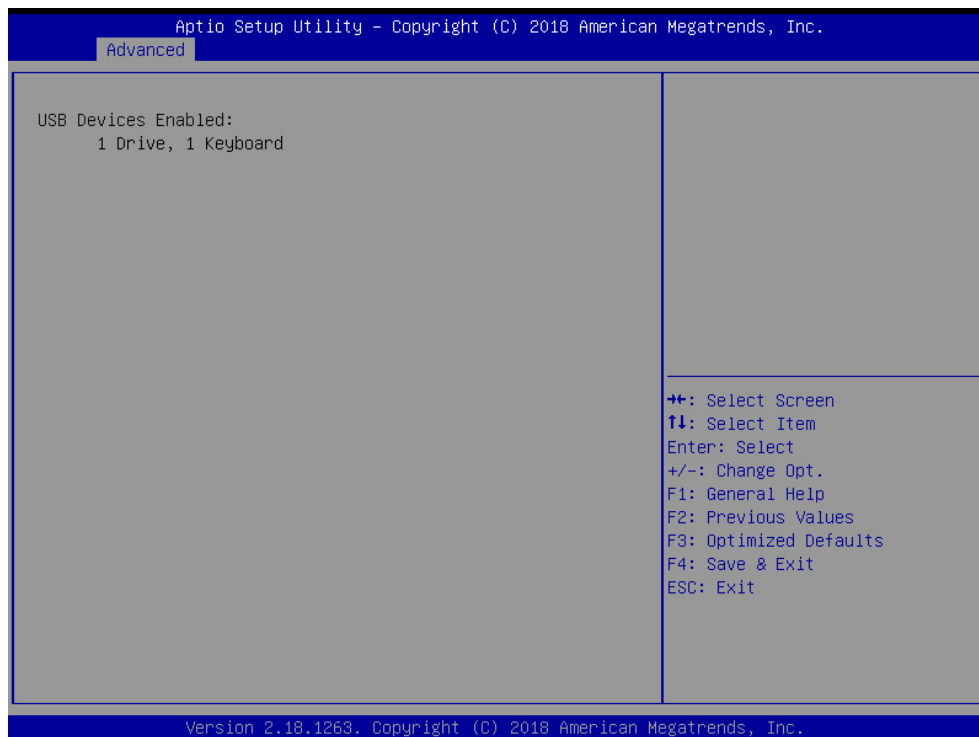 Aptio Setup Utility – Copyright (C) 2018 American Megatrends, Inc.
Advanced
USB Devices Enabled:
1 Drive, 1 Keyboard
→←: Select Screen
↑↓: Select Item
Enter: Select
+/-: Change Opt.
F1: General Help
F2: Previous Values
F3: Optimized Defaults
F4: Save & Exit
ESC: Exit
Version 2.18.1263. Copyright (C) 2018 American Megatrends, Inc.